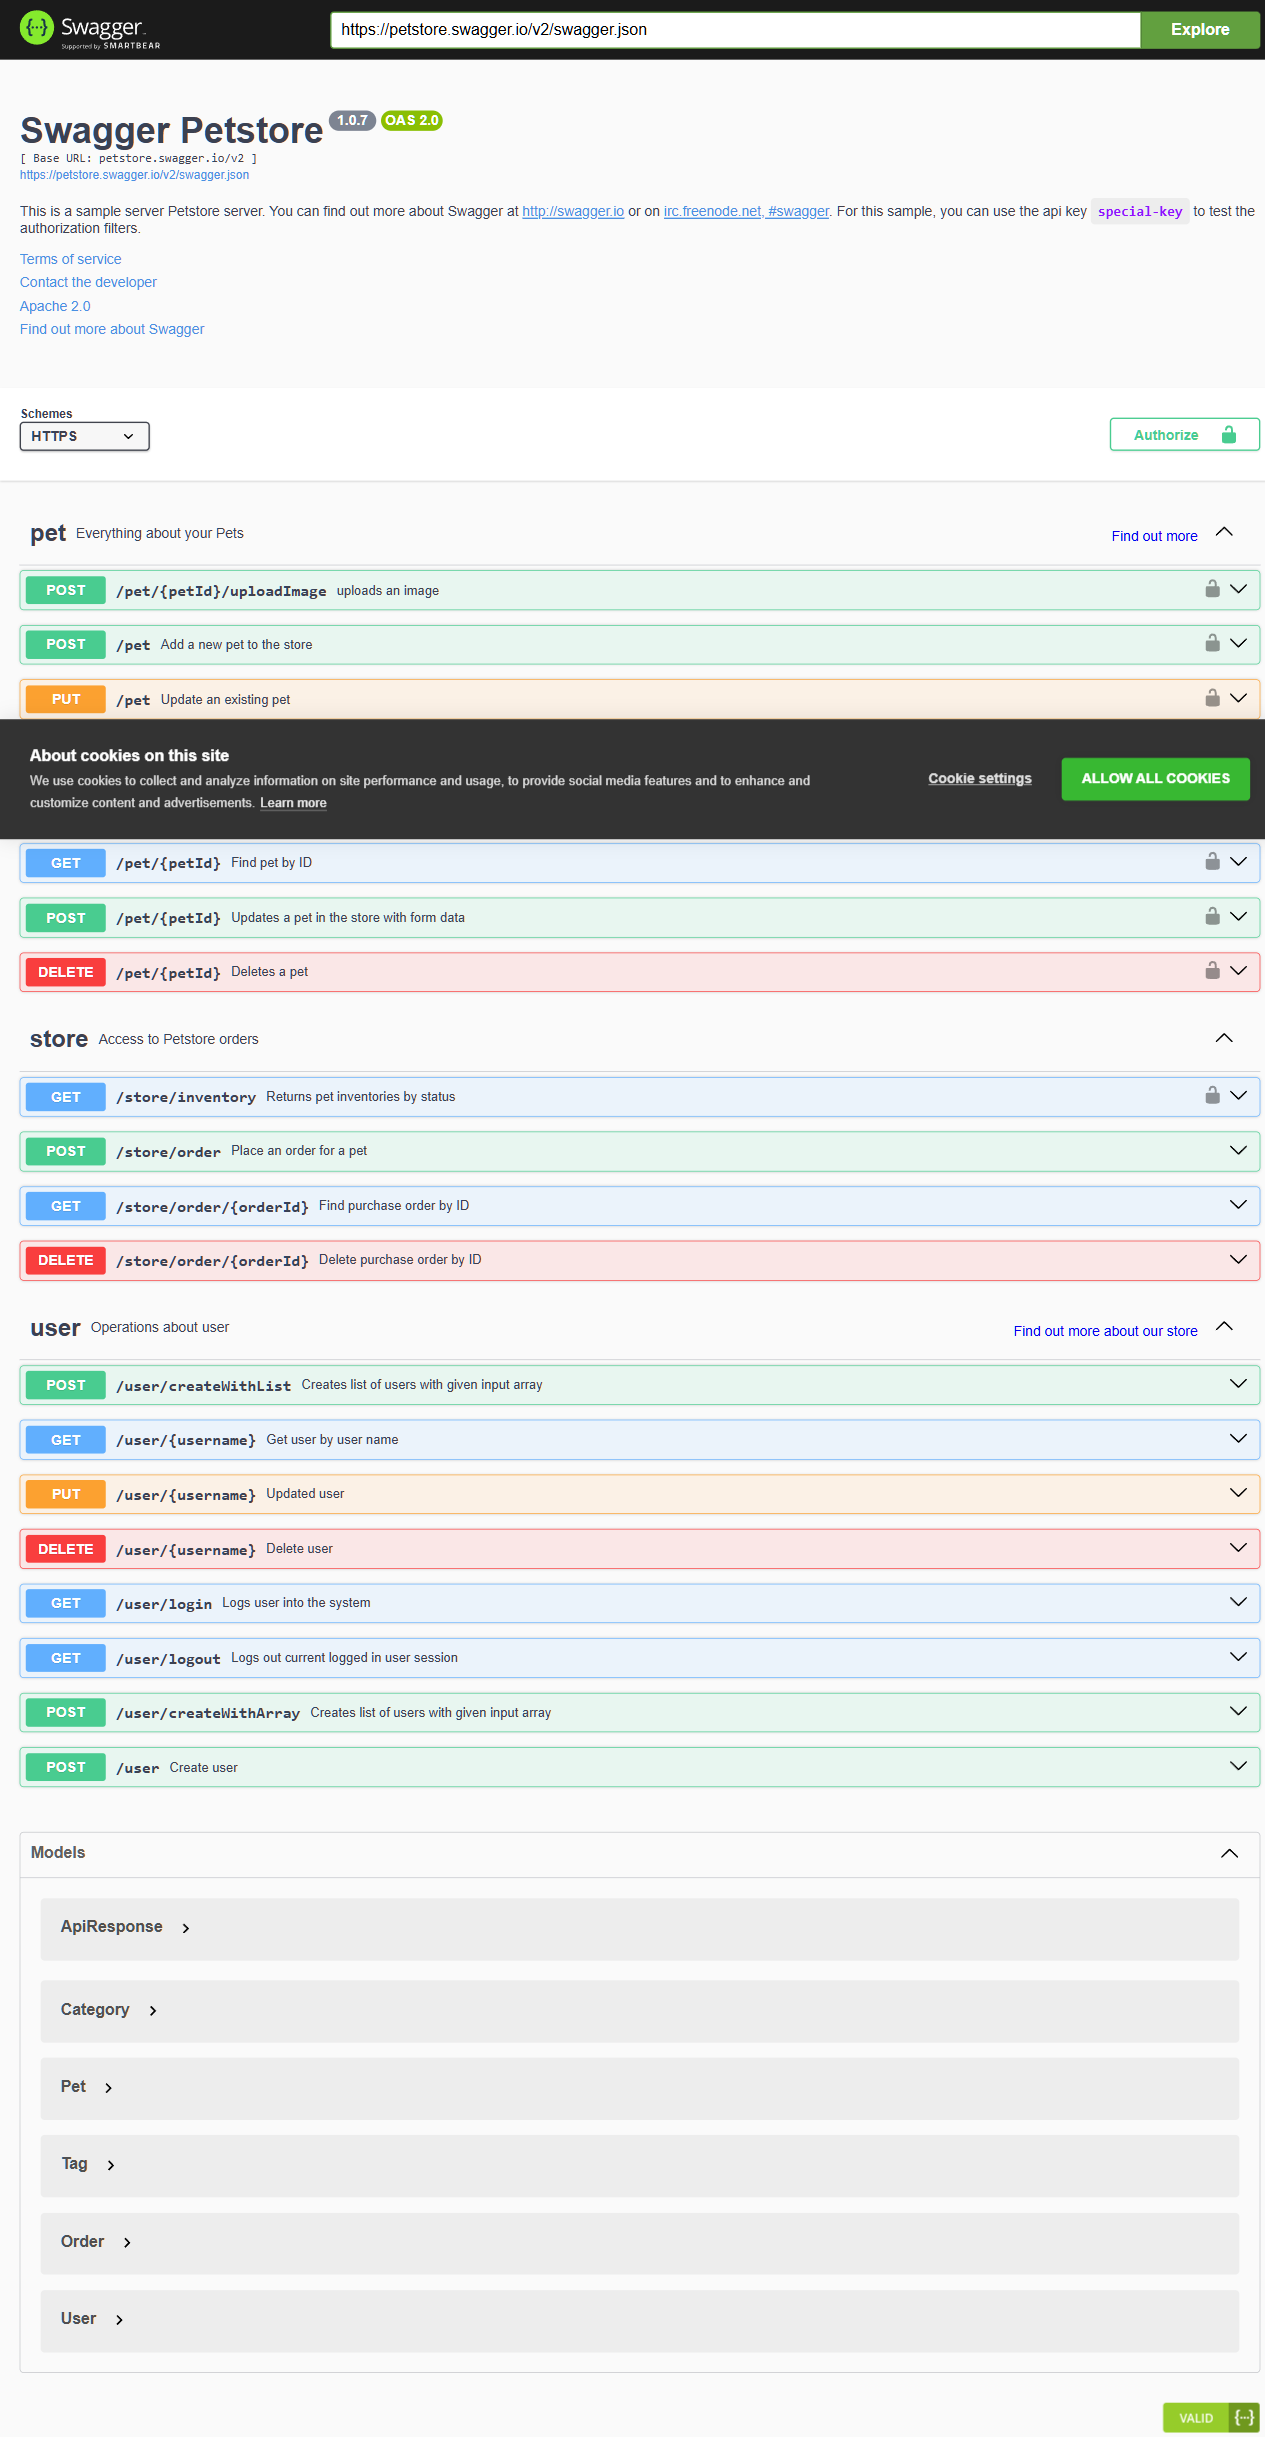 Swagger
Supported by SMARTBEAR
https://petstore.swagger.io/v2/swagger.json
Explore
Swagger Petstore 1.0.7 OAS 2.0
[ Base URL: petstore.swagger.io/v2 ]
https://petstore.swagger.io/v2/swagger.json
This is a sample server Petstore server. You can find out more about Swagger at http://swagger.io or on irc.freenode.net, #swagger. For this sample, you can use the api key special-key to test the
authorization filters.
Terms of service
Contact the developer
Apache 2.0
Find out more about Swagger
Schemes
HTTPS
Authorize
pet Everything about your Pets Find out more
POST /pet/{petId}/uploadImage uploads an image
POST /pet Add a new pet to the store
PUT /pet Update an existing pet
About cookies on this site
We use cookies to collect and analyze information on site performance and usage, to provide social media features and to enhance and
customize content and advertisements. Learn more
Cookie settings
ALLOW ALL COOKIES
GET /pet/{petId} Find pet by ID
POST /pet/{petId} Updates a pet in the store with form data
DELETE /pet/{petId} Deletes a pet
store Access to Petstore orders
GET /store/inventory Returns pet inventories by status
POST /store/order Place an order for a pet
GET /store/order/{orderId} Find purchase order by ID
DELETE /store/order/{orderId} Delete purchase order by ID
user Operations about user Find out more about our store
POST /user/createWithList Creates list of users with given input array
GET /user/{username} Get user by user name
PUT /user/{username} Updated user
DELETE /user/{username} Delete user
GET /user/login Logs user into the system
GET /user/logout Logs out current logged in user session
POST /user/createWithArray Creates list of users with given input array
POST /user Create user
Models
ApiResponse
Category
Pet
Tag
Order
User
VALID {···}